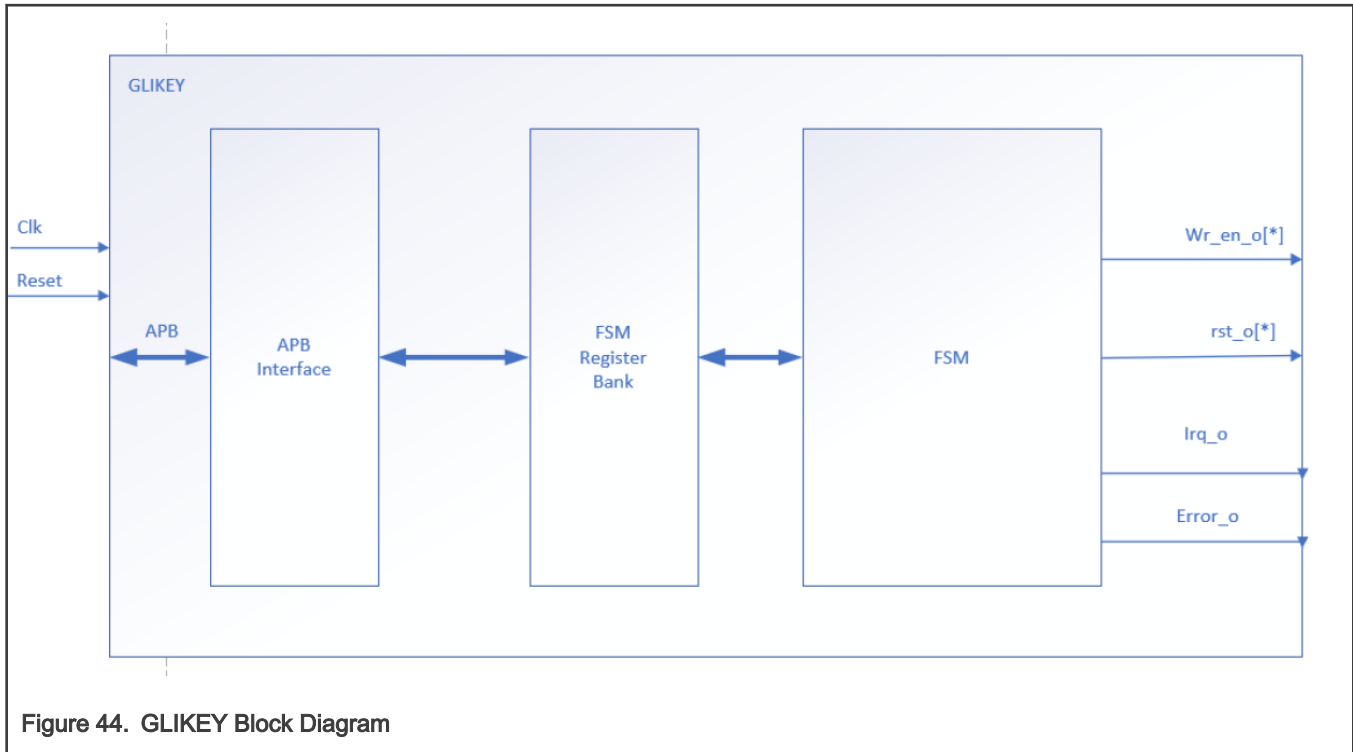 GLIKEY
Clk
Reset
APB
APB
Interface
FSM
Register
Bank
FSM
Wr_en_o[*]
rst_o[*]
Irq_o
Error_o
Figure 44. GLIKEY Block Diagram